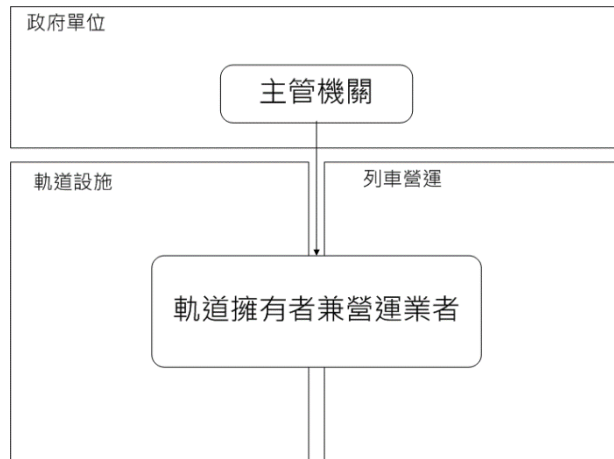 政府單位
主管機關
軌道設施
列車營運
軌道擁有者兼營運業者